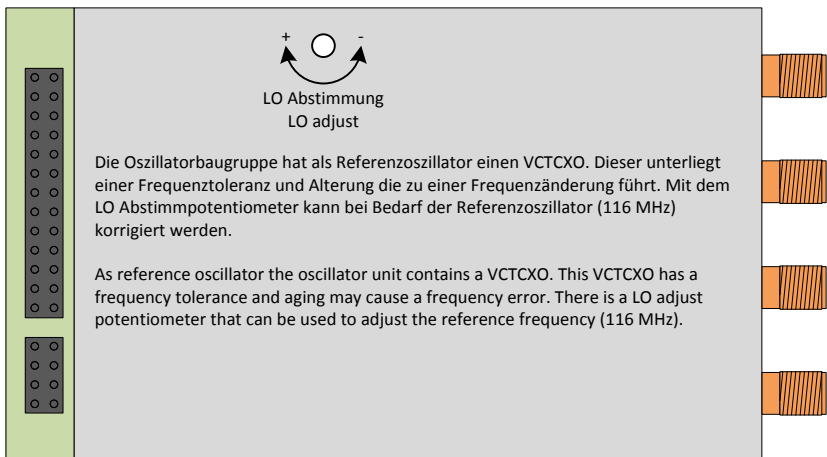 + -
LO Abstimmung
LO adjust
Die Oszillatorbaugruppe hat als Referenzoszillator einen VCTCXO. Dieser unterliegt
einer Frequenztoleranz und Alterung die zu einer Frequenzänderung führt. Mit dem
LO Abstimmpotentiometer kann bei Bedarf der Referenzoszillator (116 MHz)
korrigiert werden.
As reference oscillator the oscillator unit contains a VCTCXO. This VCTCXO has a
frequency tolerance and aging may cause a frequency error. There is a LO adjust
potentiometer that can be used to adjust the reference frequency (116 MHz).